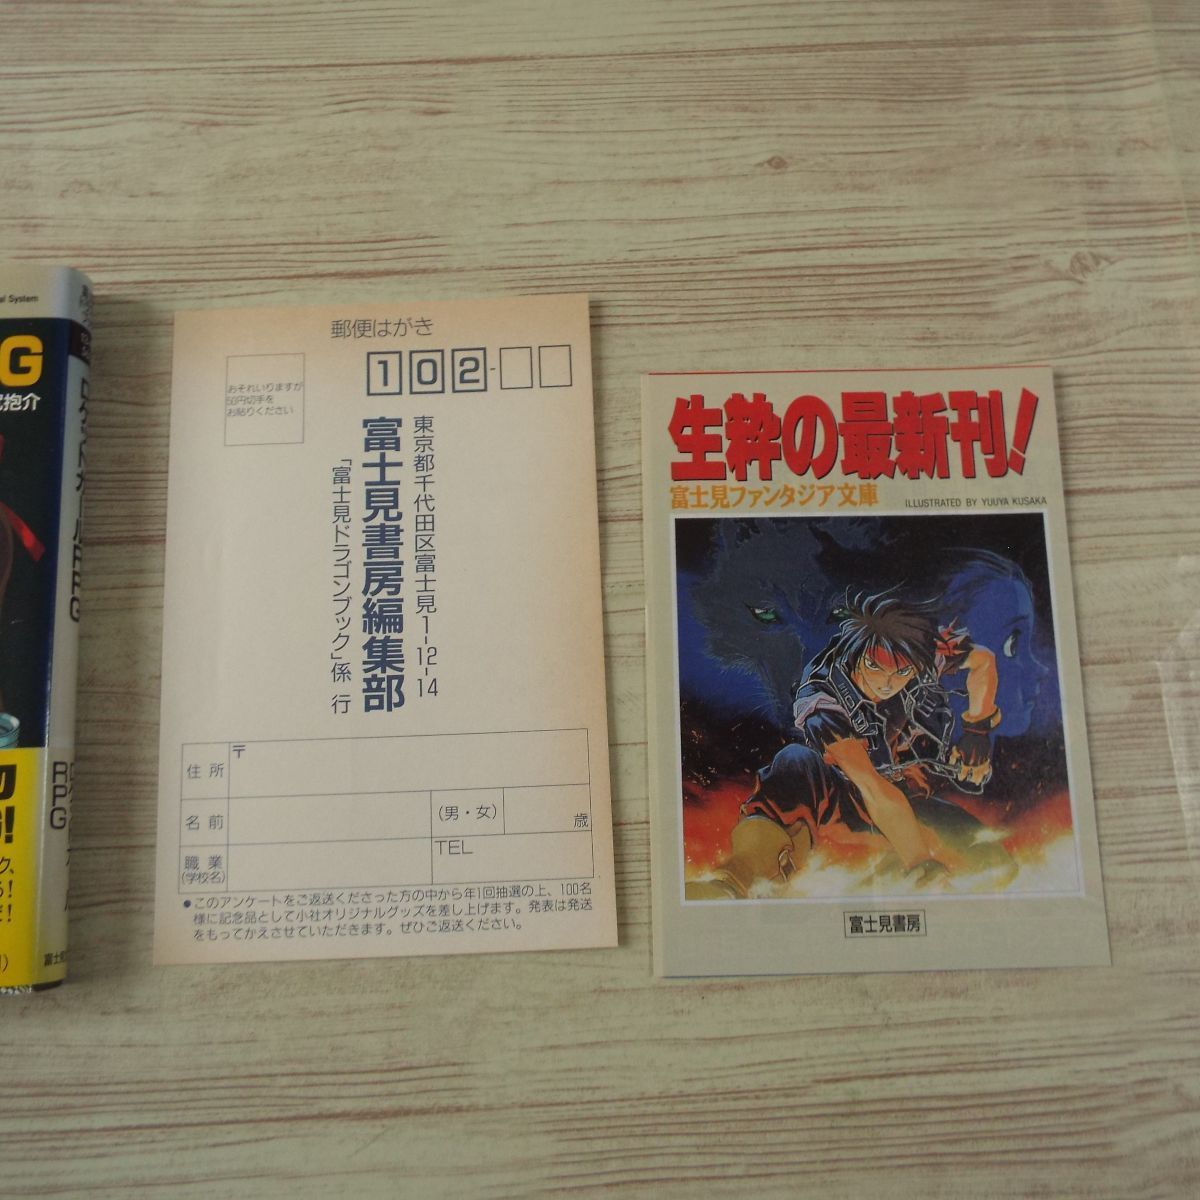 al System
G
尻抱介
RPG
G!
郵便はがき
おそれいりますが
50円切手を
お貼りください
102-
東京都千代田区富士見1-12-14
富士見書房編集部
「富士見ドラゴンブック」係 行
住所
〒
名前
(男・女)
歳
職業
(学校名)
TEL
●このアンケートをご返送くださった方の中から年1回抽選の上、100名
様に記念品として小社オリジナルグッズを差し上げます。発表は発送
をもってかえさせていただきます。ぜひご返送ください。
生粋の最新刊!
富士見ファンタジア文庫
ILLUSTRATED BY YUUYA KUSAKA
富士見書房